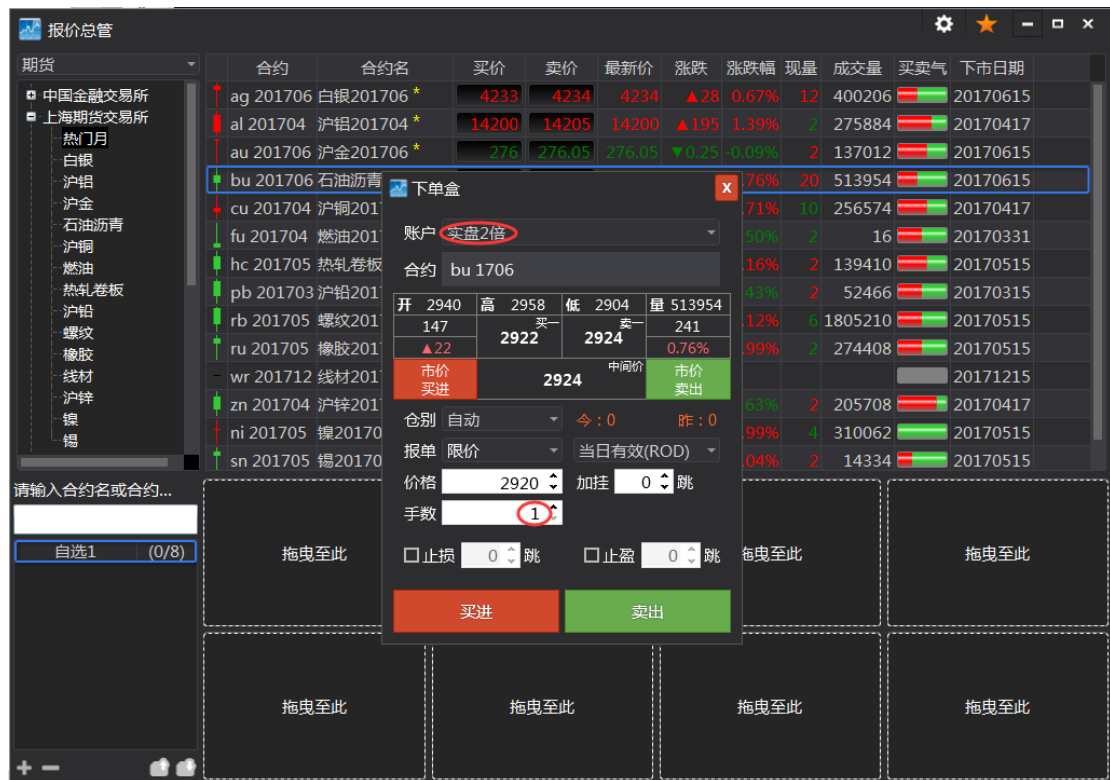 报价总管
期货
中国金融交易所
上海期货交易所
热门月
白银
沪铝
沪金
石油沥青
沪铜
燃油
热轧卷板
沪铅
螺纹
橡胶
线材
沪锌
镍
锡
请输入合约名或合约...
自选1 (0/8)
合约 合约名 买价 卖价 最新价 涨跌 涨跌幅 现量 成交量 买卖气 下市日期
ag 201706 白银201706 * 4233 4234 4234 ▲28 0.67% 12 400206 20170615
al 201704 沪铝201704 * 14200 14205 14200 ▲195 1.39% 2 275884 20170417
au 201706 沪金201706 * 276 276.05 276.05 ▼0.25 -0.09% 2 137012 20170615
bu 201706 石油沥青 .76% 20 513954 20170615
cu 201704 沪铜201 .71% 10 256574 20170417
fu 201704 燃油201 .50% 2 16 20170331
hc 201705 热轧卷板 .16% 2 139410 20170515
pb 201703 沪铅201 .43% 2 52466 20170315
rb 201705 螺纹201 .12% 6 1805210 20170515
ru 201705 橡胶201 .99% 2 274408 20170515
wr 201712 线材201 20171215
zn 201704 沪锌201 .63% 2 205708 20170417
ni 201705 镍20170 .99% 4 310062 20170515
sn 201705 锡20170 .04% 2 14334 20170515
下单盒
x
账户 实盘2倍
合约 bu 1706
开 2940 高 2958 低 2904 量 513954
147 2922 买一 2924 卖一 241
▲22 0.76%
市价买进 2924 中间价 市价卖出
仓别 自动 今：0 昨：0
报单 限价 当日有效(ROD)
价格 2920 加挂 0 跳
手数 1
止损 0 跳 止盈 0 跳
买进 卖出
拖曳至此 拖曳至此 拖曳至此
拖曳至此 拖曳至此 拖曳至此 拖曳至此